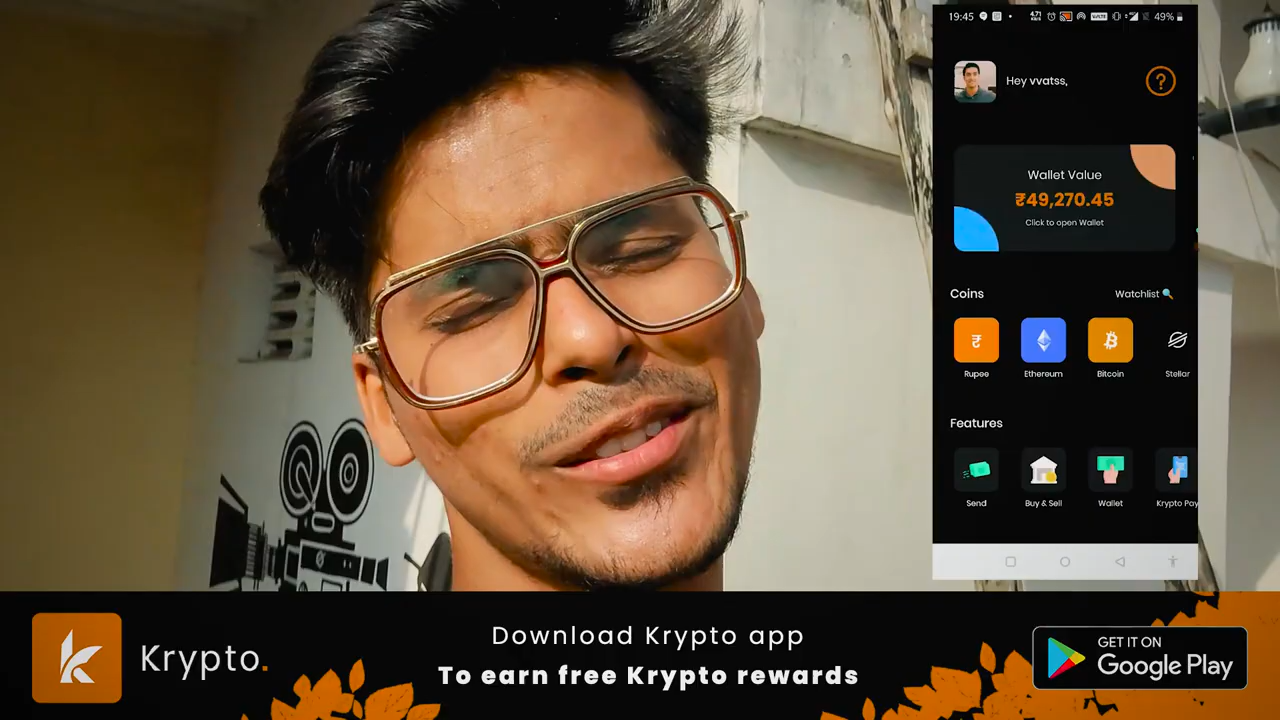 19:45
49%
Hey vvatss,
?
Wallet Value
₹49,270.45
Click to open Wallet
Coins
Watchlist
Rupee
Ethereum
Bitcoin
Stellar
Features
Send
Buy & Sell
Wallet
Krypto Pay
Krypto.
Download Krypto app
To earn free Krypto rewards
GET IT ON
Google Play